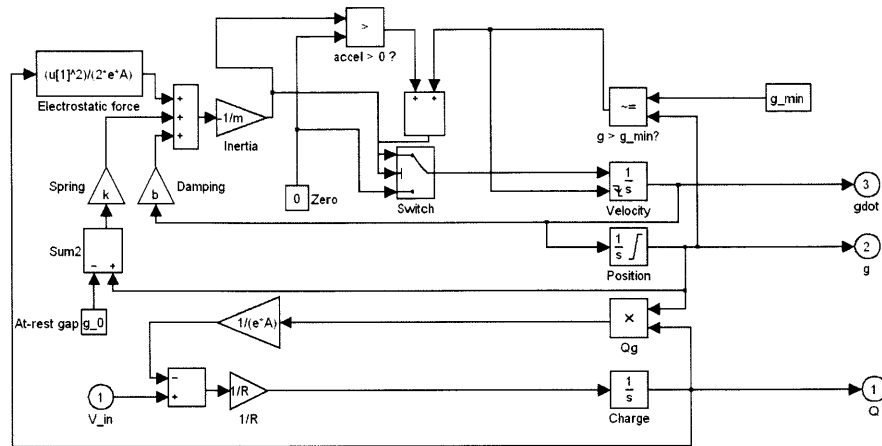 >
accel > 0 ?
(u[1]^2)/(2*e*A)
Electrostatic force
+
+
+
-1/m
Inertia
+ +
~=
g > g_min?
g_min
Spring
k
b
Damping
0
Zero
Switch
1
s
Velocity
3
gdot
Sum2
− +
1
s
Position
2
g
At-rest gap
g_0
1/(e*A)
×
Qg
−
+
1
V_in
1/R
1/R
1
s
Charge
1
Q